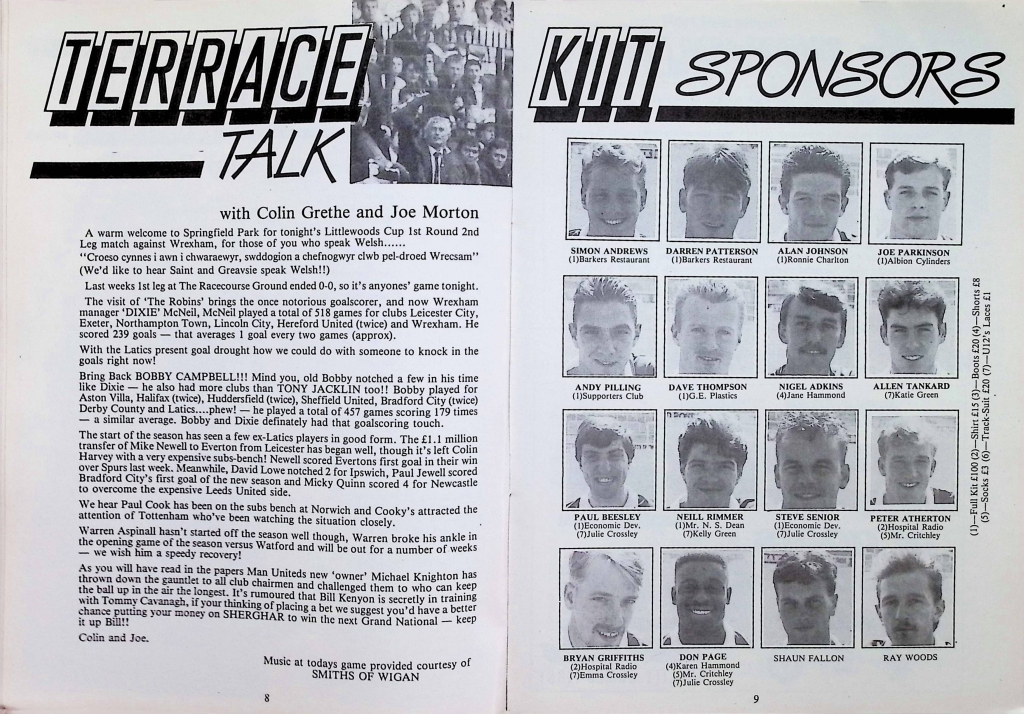 TERRACE
TALK
with Colin Grethe and Joe Morton
A warm welcome to Springfield Park for tonight's Littlewoods Cup 1st Round 2nd
Leg match against Wrexham, for those of you who speak Welsh......
"Croeso cynnes i awn i chwaraewyr, swddogion a chefnogwyr clwb pel-droed Wrecsam"
(We'd like to hear Saint and Greavsie speak Welsh!!)
Last weeks 1st leg at The Racecourse Ground ended 0-0, so it's anyones' game tonight.
The visit of 'The Robins' brings the once notorious goalscorer, and now Wrexham
manager 'DIXIE' McNeil, McNeil played a total of 518 games for clubs Leicester City,
Exeter, Northampton Town, Lincoln City, Hereford United (twice) and Wrexham. He
scored 239 goals — that averages 1 goal every two games (approx).
With the Latics present goal drought how we could do with someone to knock in the
goals right now!
Bring Back BOBBY CAMPBELL!!! Mind you, old Bobby notched a few in his time
like Dixie — he also had more clubs than TONY JACKLIN too!! Bobby played for
Aston Villa, Halifax (twice), Huddersfield (twice), Sheffield United, Bradford City (twice)
Derby County and Latics....phew! — he played a total of 457 games scoring 179 times
— a similar average. Bobby and Dixie definately had that goalscoring touch.
The start of the season has seen a few ex-Latics players in good form. The £1.1 million
transfer of Mike Newell to Everton from Leicester has began well, though it's left Colin
Harvey with a very expensive subs-bench! Newell scored Evertons first goal in their win
over Spurs last week. Meanwhile, David Lowe notched 2 for Ipswich, Paul Jewell scored
Bradford City's first goal of the new season and Micky Quinn scored 4 for Newcastle
to overcome the expensive Leeds United side.
We hear Paul Cook has been on the subs bench at Norwich and Cooky's attracted the
attention of Tottenham who've been watching the situation closely.
Warren Aspinall hasn't started off the season well though, Warren broke his ankle in
the opening game of the season versus Watford and will be out for a number of weeks
— we wish him a speedy recovery!
As you will have read in the papers Man Uniteds new 'owner' Michael Knighton has
thrown down the gauntlet to all club chairmen and challenged them to who can keep
the ball up in the air the longest. It's rumoured that Bill Kenyon is secretly in training
with Tommy Cavanagh, if your thinking of placing a bet we suggest you'd have a better
chance putting your money on SHERGHAR to win the next Grand National — keep
it up Bill!!
Colin and Joe.
Music at todays game provided courtesy of
SMITHS OF WIGAN
8
KIT SPONSORS
SIMON ANDREWS
(1)Barkers Restaurant
DARREN PATTERSON
(1)Barkers Restaurant
ALAN JOHNSON
(1)Ronnie Charlton
JOE PARKINSON
(1)Albion Cylinders
ANDY PILLING
(1)Supporters Club
DAVE THOMPSON
(1)G.E. Plastics
NIGEL ADKINS
(4)Jane Hammond
ALLEN TANKARD
(7)Katie Green
PAUL BEESLEY
(1)Economic Dev.
(7)Julie Crossley
NEILL RIMMER
(1)Mr. N. S. Dean
(7)Kelly Green
STEVE SENIOR
(1)Economic Dev.
(7)Julie Crossley
PETER ATHERTON
(2)Hospital Radio
(5)Mr. Critchley
BRYAN GRIFFITHS
(2)Hospital Radio
(7)Emma Crossley
DON PAGE
(4)Karen Hammond
(5)Mr. Critchley
(7)Julie Crossley
SHAUN FALLON
RAY WOODS
(1)—Full Kit £100 (2)—Shirt £15 (3)—Boots £20 (4)—Shorts £8
(5)—Socks £3 (6)—Track-Suit £20 (7)—U12's Laces £1
9